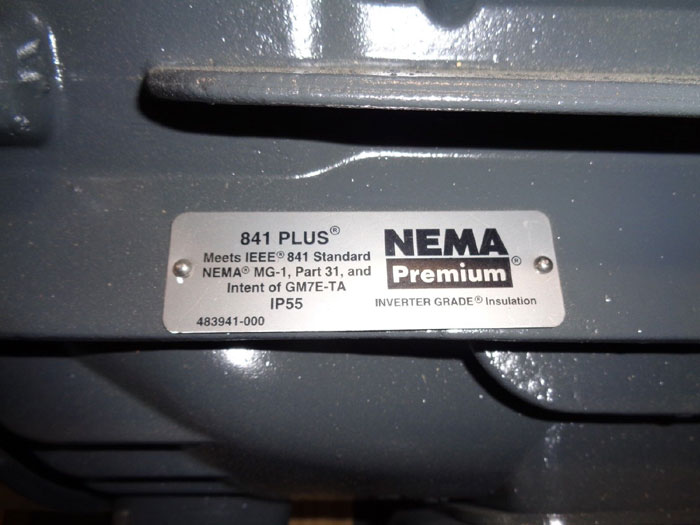 841 PLUS®
Meets IEEE® 841 Standard
NEMA® MG-1, Part 31, and
Intent of GM7E-TA
IP55
483941-000
NEMA
Premium®
INVERTER GRADE® Insulation